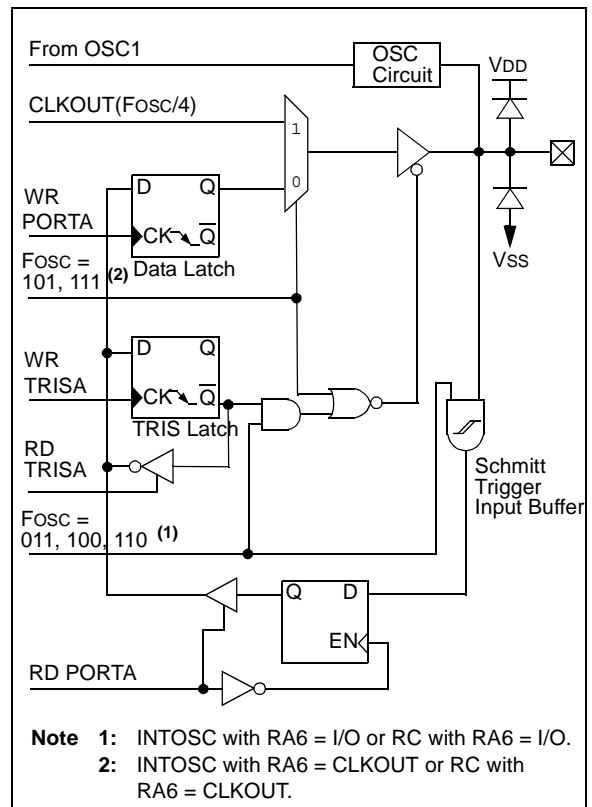 From OSC1
OSC
Circuit
VDD
CLKOUT(FOSC/4)
1
0
D Q
WR
PORTA
CK Q
Data Latch
FOSC =
101, 111 (2)
VSS
D Q
WR
TRISA
CK Q
TRIS Latch
RD
TRISA
Schmitt
Trigger
Input Buffer
FOSC =
011, 100, 110 (1)
Q D
EN
RD PORTA
Note 1: INTOSC with RA6 = I/O or RC with RA6 = I/O.
2: INTOSC with RA6 = CLKOUT or RC with
RA6 = CLKOUT.